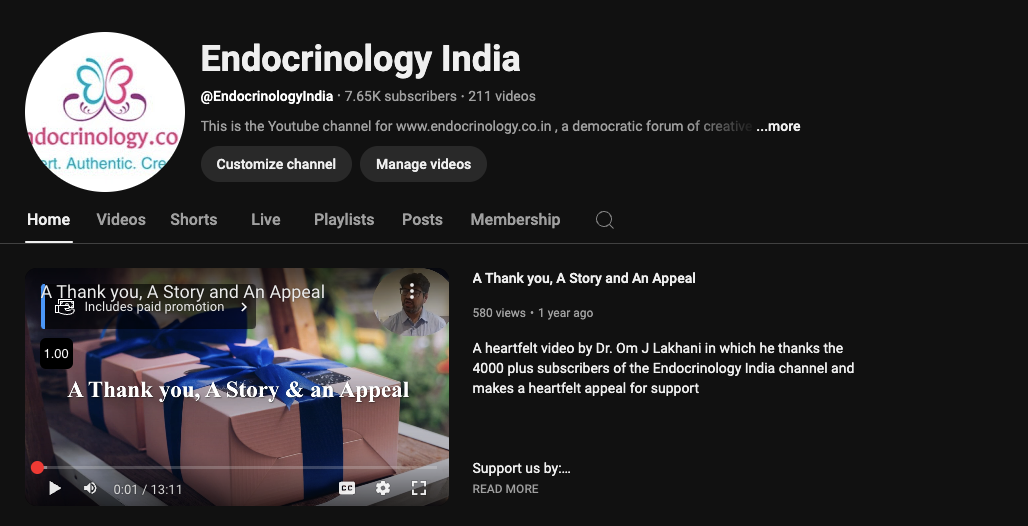 Endocrinology India
@EndocrinologyIndia · 7.65K subscribers · 211 videos
This is the Youtube channel for www.endocrinology.co.in , a democratic forum of creative ...more
Customize channel Manage videos
ndocrinology.co
ert. Authentic. Cre
Home Videos Shorts Live Playlists Posts Membership
A Thank you, A Story and An Appeal
Includes paid promotion
1.00
A Thank you, A Story & an Appeal
0:01 / 13:11
CC
A Thank you, A Story and An Appeal
580 views · 1 year ago
A heartfelt video by Dr. Om J Lakhani in which he thanks the
4000 plus subscribers of the Endocrinology India channel and
makes a heartfelt appeal for support
Support us by:...
READ MORE